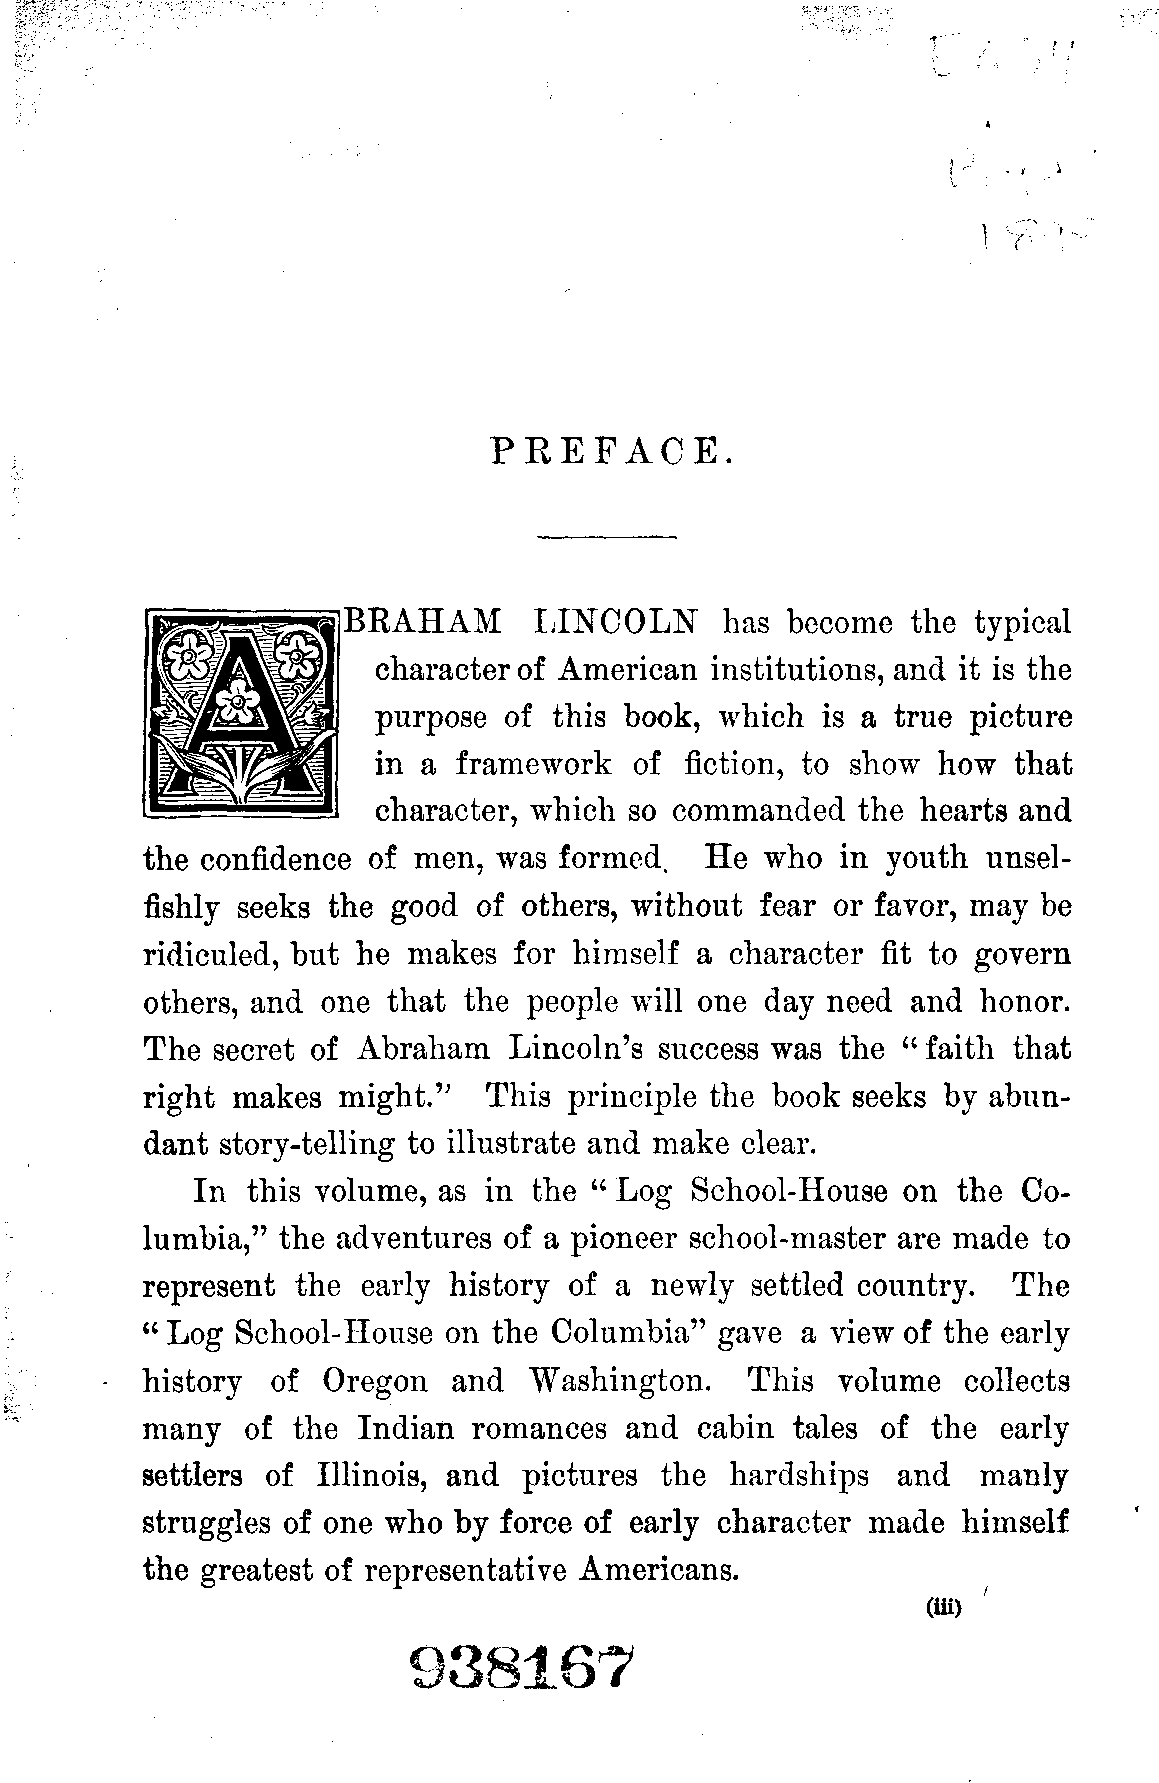 PREFACE.
ABRAHAM LINCOLN has become the typical
character of American institutions, and it is the
purpose of this book, which is a true picture
in a framework of fiction, to show how that
character, which so commanded the hearts and
the confidence of men, was formed. He who in youth unsel-
fishly seeks the good of others, without fear or favor, may be
ridiculed, but he makes for himself a character fit to govern
others, and one that the people will one day need and honor.
The secret of Abraham Lincoln's success was the “faith that
right makes might.” This principle the book seeks by abun-
dant story-telling to illustrate and make clear.
In this volume, as in the “Log School-House on the Co-
lumbia,” the adventures of a pioneer school-master are made to
represent the early history of a newly settled country. The
“Log School-House on the Columbia” gave a view of the early
history of Oregon and Washington. This volume collects
many of the Indian romances and cabin tales of the early
settlers of Illinois, and pictures the hardships and manly
struggles of one who by force of early character made himself
the greatest of representative Americans.
(iii)
938167